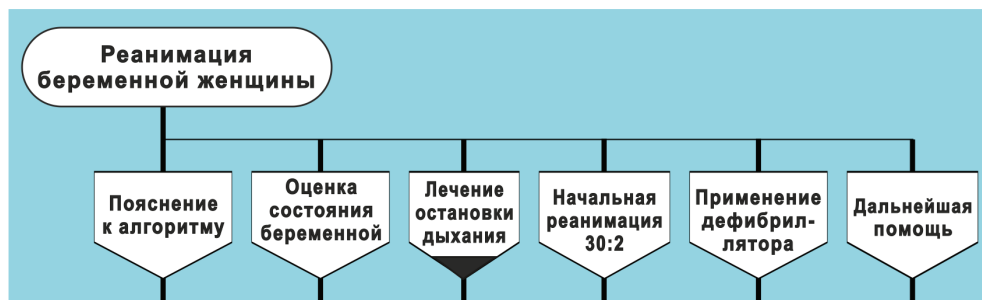 Реанимация
беременной женщины
Пояснение
к алгоритму
Оценка
состояния
беременной
Лечение
остановки
дыхания
Начальная
реанимация
30:2
Применение
дефибрил-
лятора
Дальнейшая
помощь